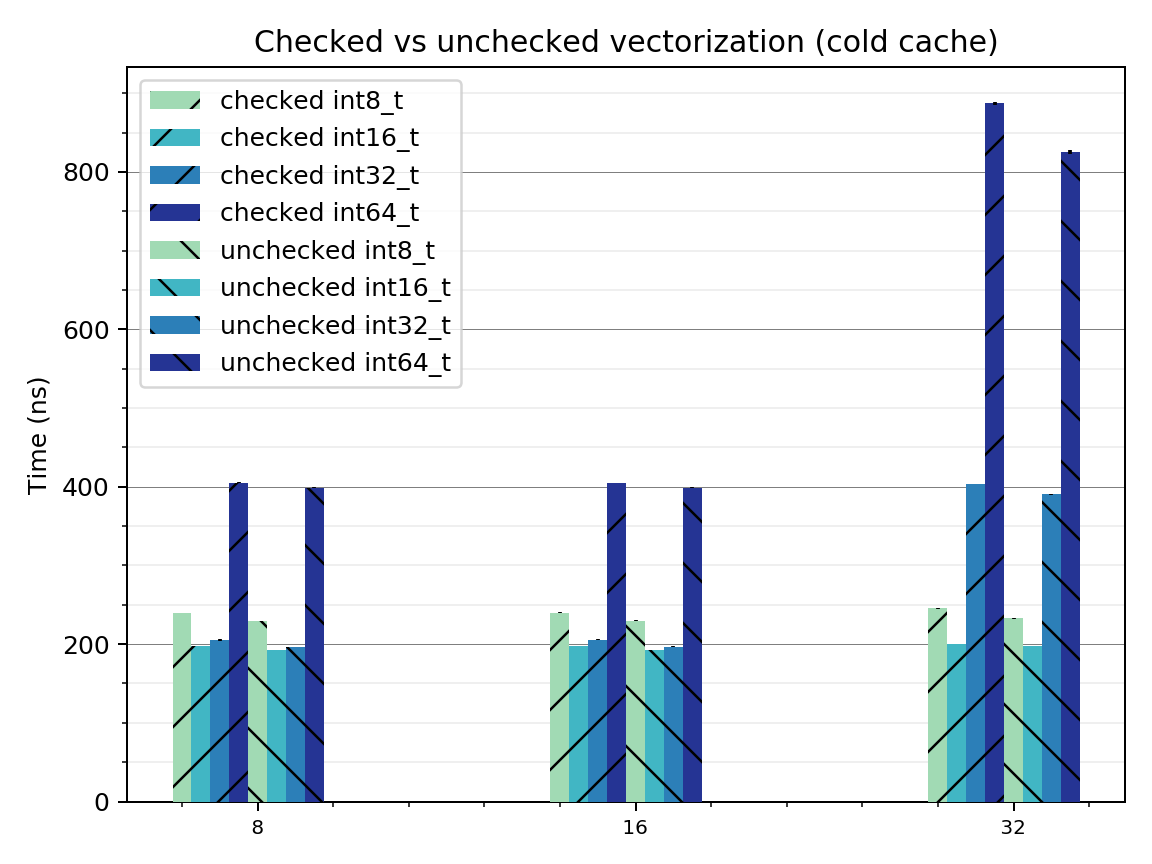 Checked vs unchecked vectorization (cold cache)
checked int8_t
checked int16_t
checked int32_t
checked int64_t
unchecked int8_t
unchecked int16_t
unchecked int32_t
unchecked int64_t
Time (ns)
800
600
400
200
0
8
16
32